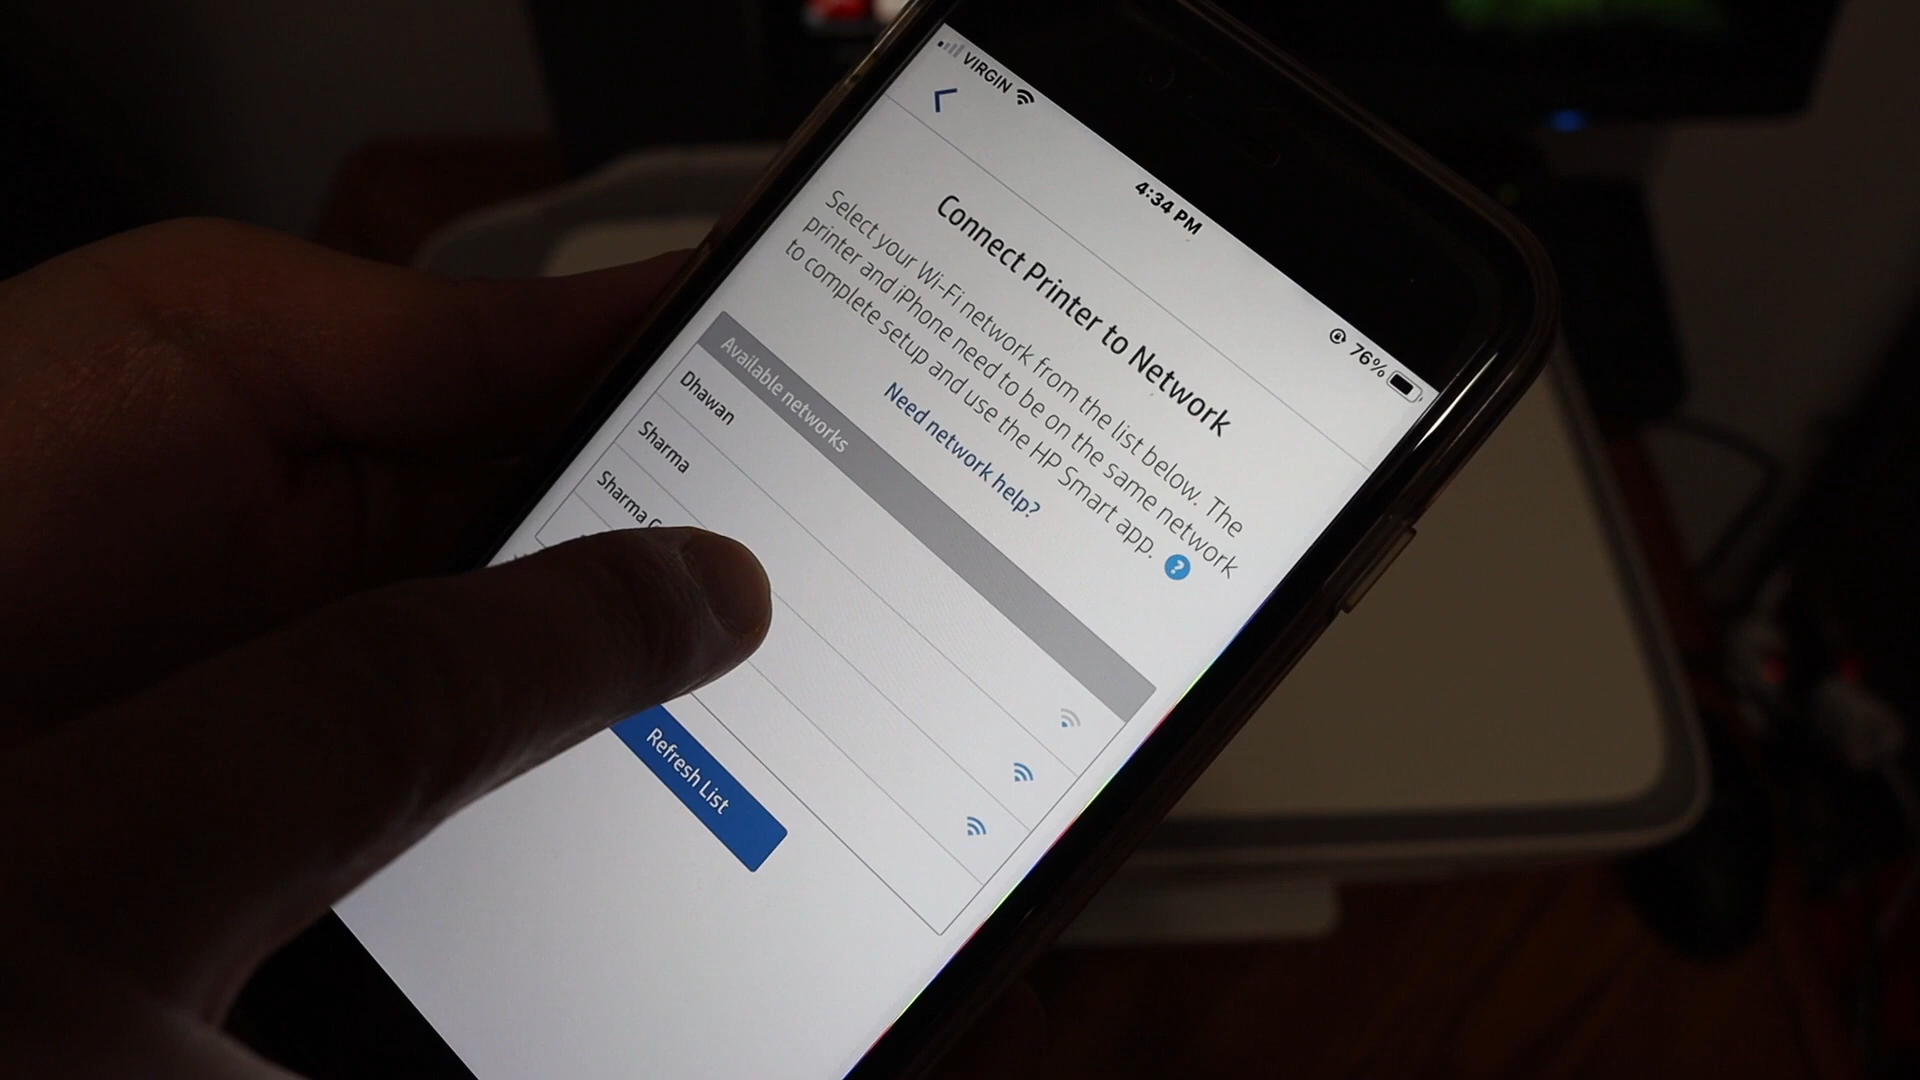 VIRGIN
4:34 PM
76%
Connect Printer to Network
Select your Wi-Fi network from the list below. The
printer and iPhone need to be on the same network
to complete setup and use the HP Smart app. ?
Need network help?
Available networks
Dhawan
Sharma
Sharma
Refresh List